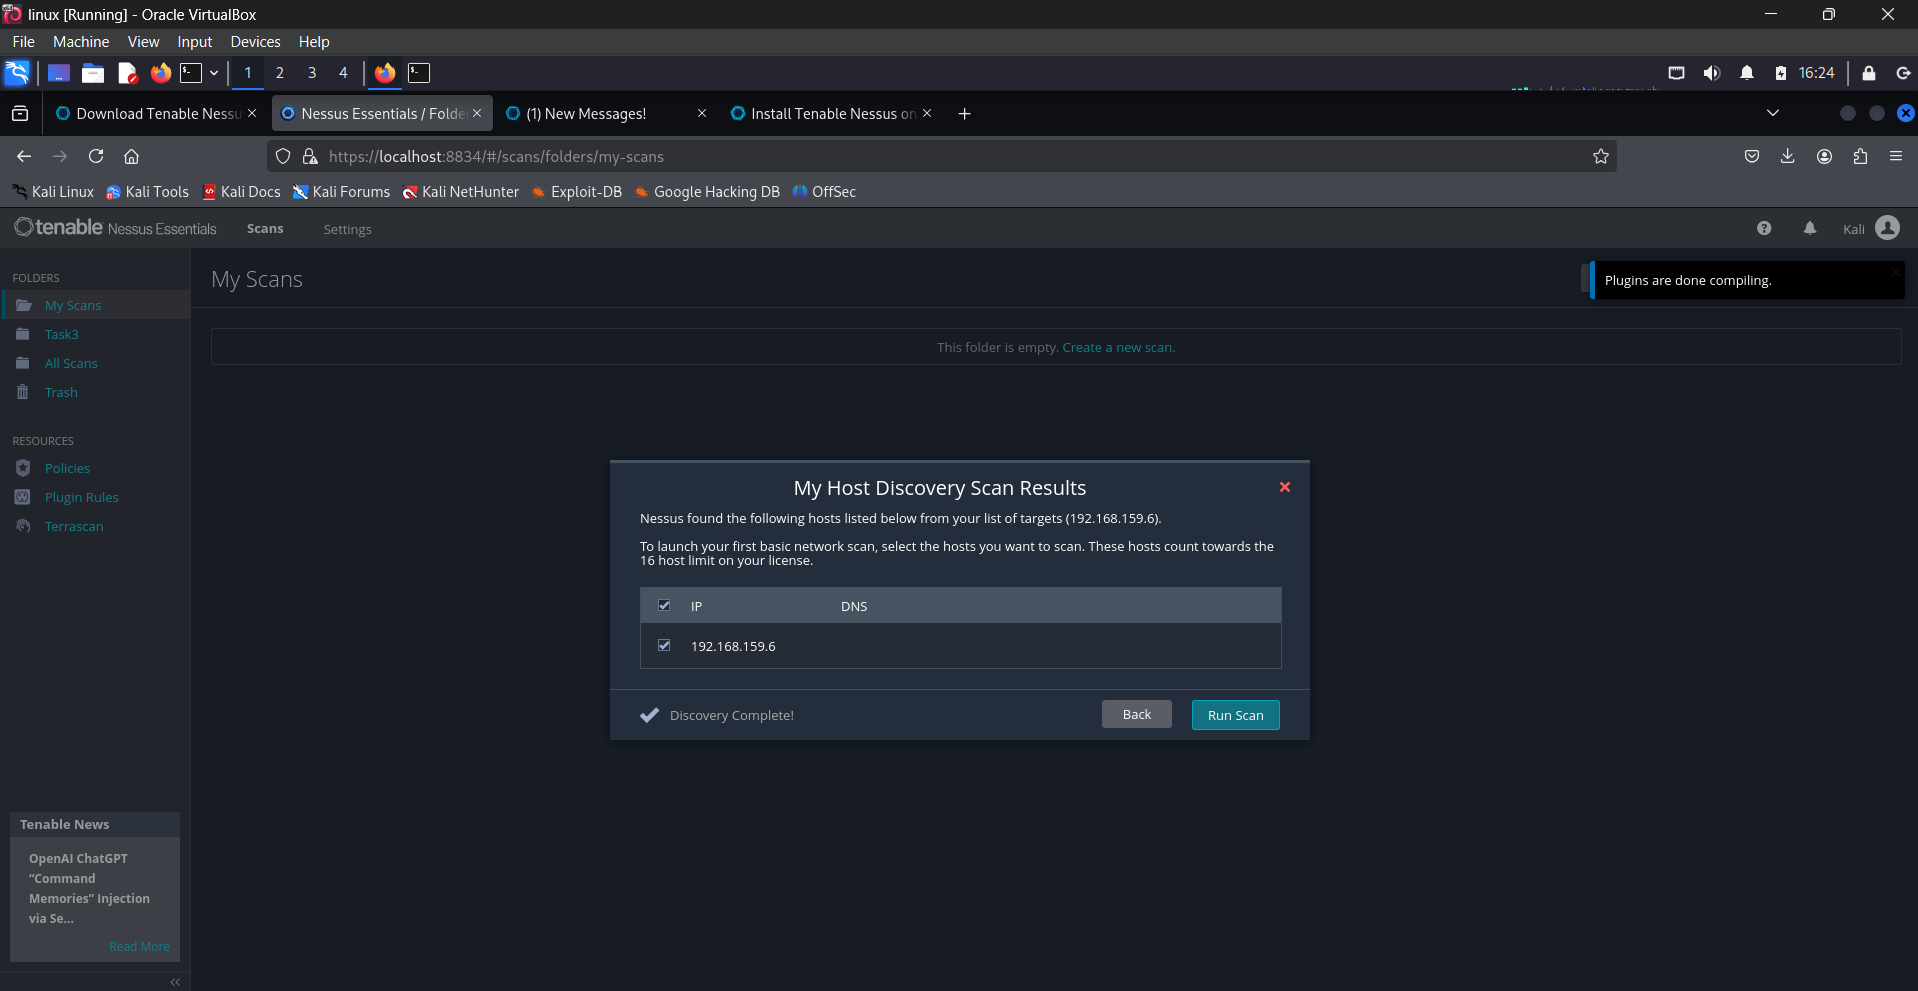 linux [Running] - Oracle VirtualBox
File Machine View Input Devices Help
1 2 3 4 16:24
Download Tenable Nessu Nessus Essentials / Folde (1) New Messages! Install Tenable Nessus on
https://localhost:8834/#/scans/folders/my-scans
Kali Linux Kali Tools Kali Docs Kali Forums Kali NetHunter Exploit-DB Google Hacking DB OffSec
tenable Nessus Essentials Scans Settings Kali
FOLDERS
My Scans
Task3
All Scans
Trash
RESOURCES
Policies
Plugin Rules
Terrascan
Tenable News
OpenAI ChatGPT
“Command
Memories” Injection
via Se...
Read More
My Scans
Plugins are done compiling.
This folder is empty. Create a new scan.
My Host Discovery Scan Results
Nessus found the following hosts listed below from your list of targets (192.168.159.6).
To launch your first basic network scan, select the hosts you want to scan. These hosts count towards the
16 host limit on your license.
IP DNS
192.168.159.6
Discovery Complete! Back Run Scan